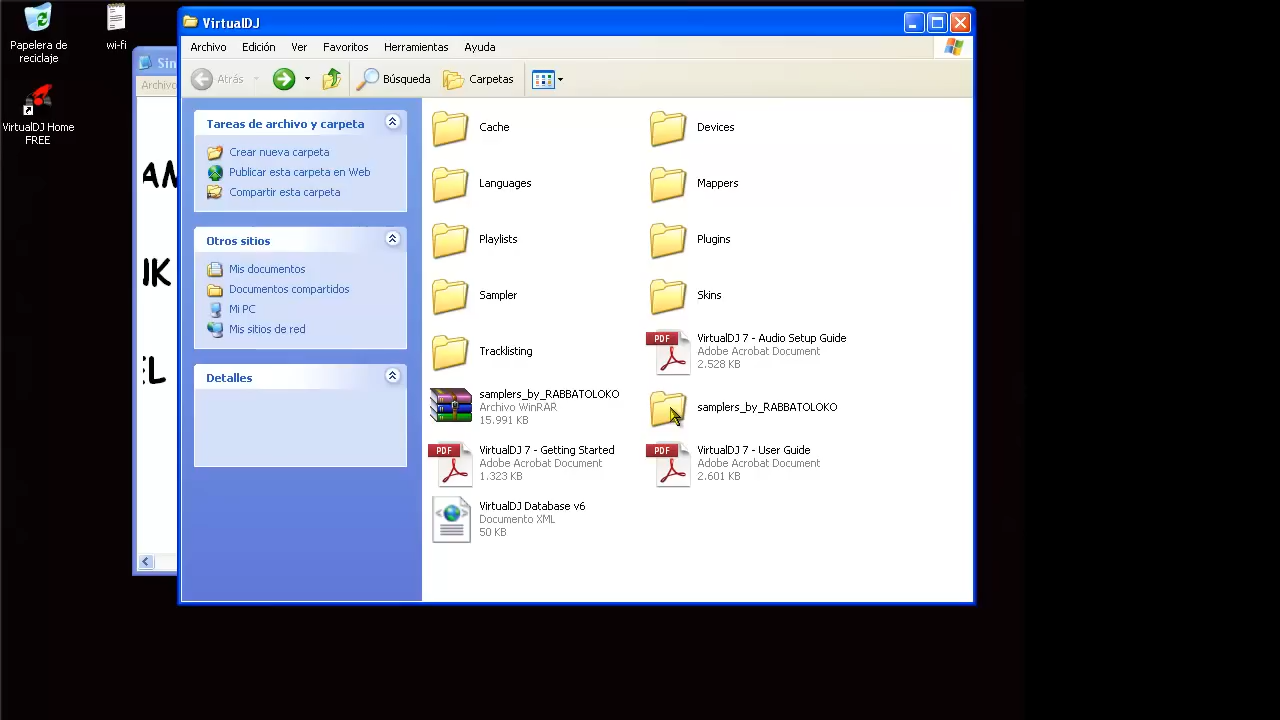 Papelera de
reciclaje
wi-fi
VirtualDJ Home
FREE
Sin
Archivo
VirtualDJ
Archivo Edición Ver Favoritos Herramientas Ayuda
Atrás Búsqueda Carpetas
Tareas de archivo y carpeta
Crear nueva carpeta
Publicar esta carpeta en Web
Compartir esta carpeta
Otros sitios
Mis documentos
Documentos compartidos
Mi PC
Mis sitios de red
Detalles
Cache
Devices
Languages
Mappers
Playlists
Plugins
Sampler
Skins
Tracklisting
PDF
VirtualDJ 7 - Audio Setup Guide
Adobe Acrobat Document
2.528 KB
samplers_by_RABBATOLOKO
Archivo WinRAR
15.991 KB
samplers_by_RABBATOLOKO
PDF
VirtualDJ 7 - Getting Started
Adobe Acrobat Document
1.323 KB
PDF
VirtualDJ 7 - User Guide
Adobe Acrobat Document
2.601 KB
VirtualDJ Database v6
Documento XML
50 KB